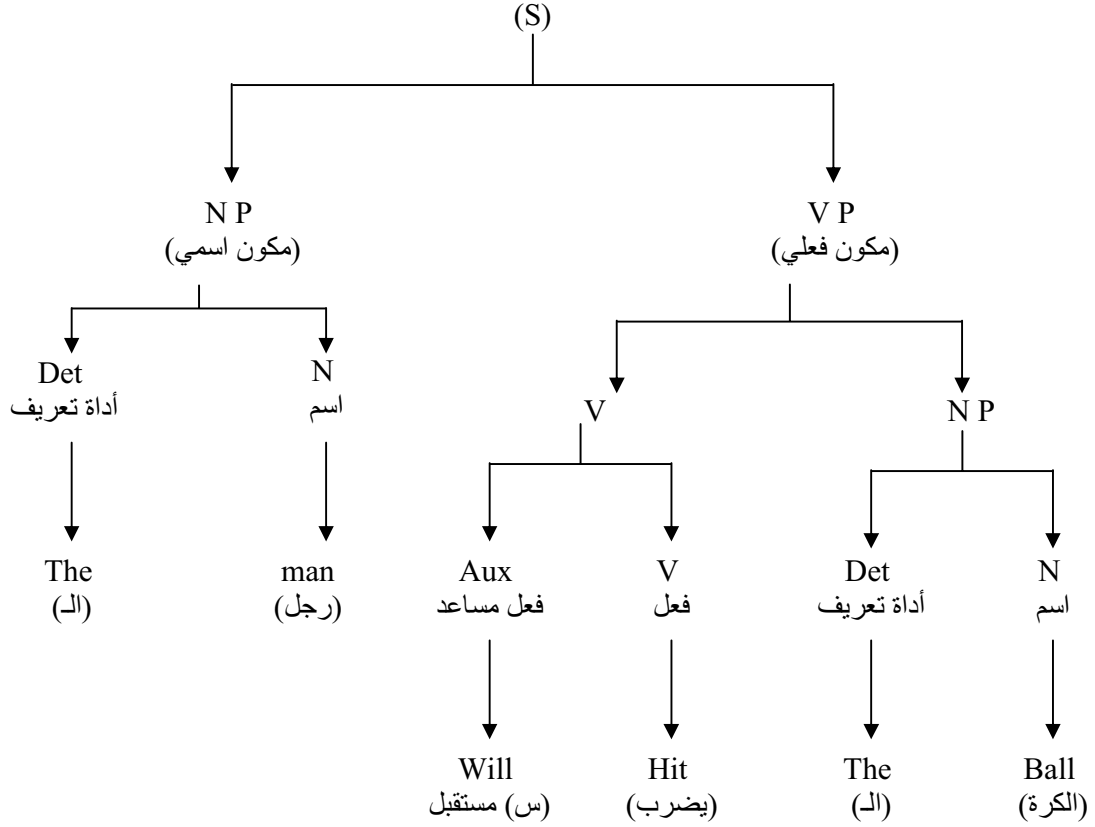 (S)
N P
(مكون اسمي)
V P
(مكون فعلي)
Det
أداة تعريف
N
اسم
V
N P
The
(الـ)
man
(رجل)
Aux
فعل مساعد
V
فعل
Det
أداة تعريف
N
اسم
Will
(س) مستقبل
Hit
(يضرب)
The
(الـ)
Ball
(الكرة)